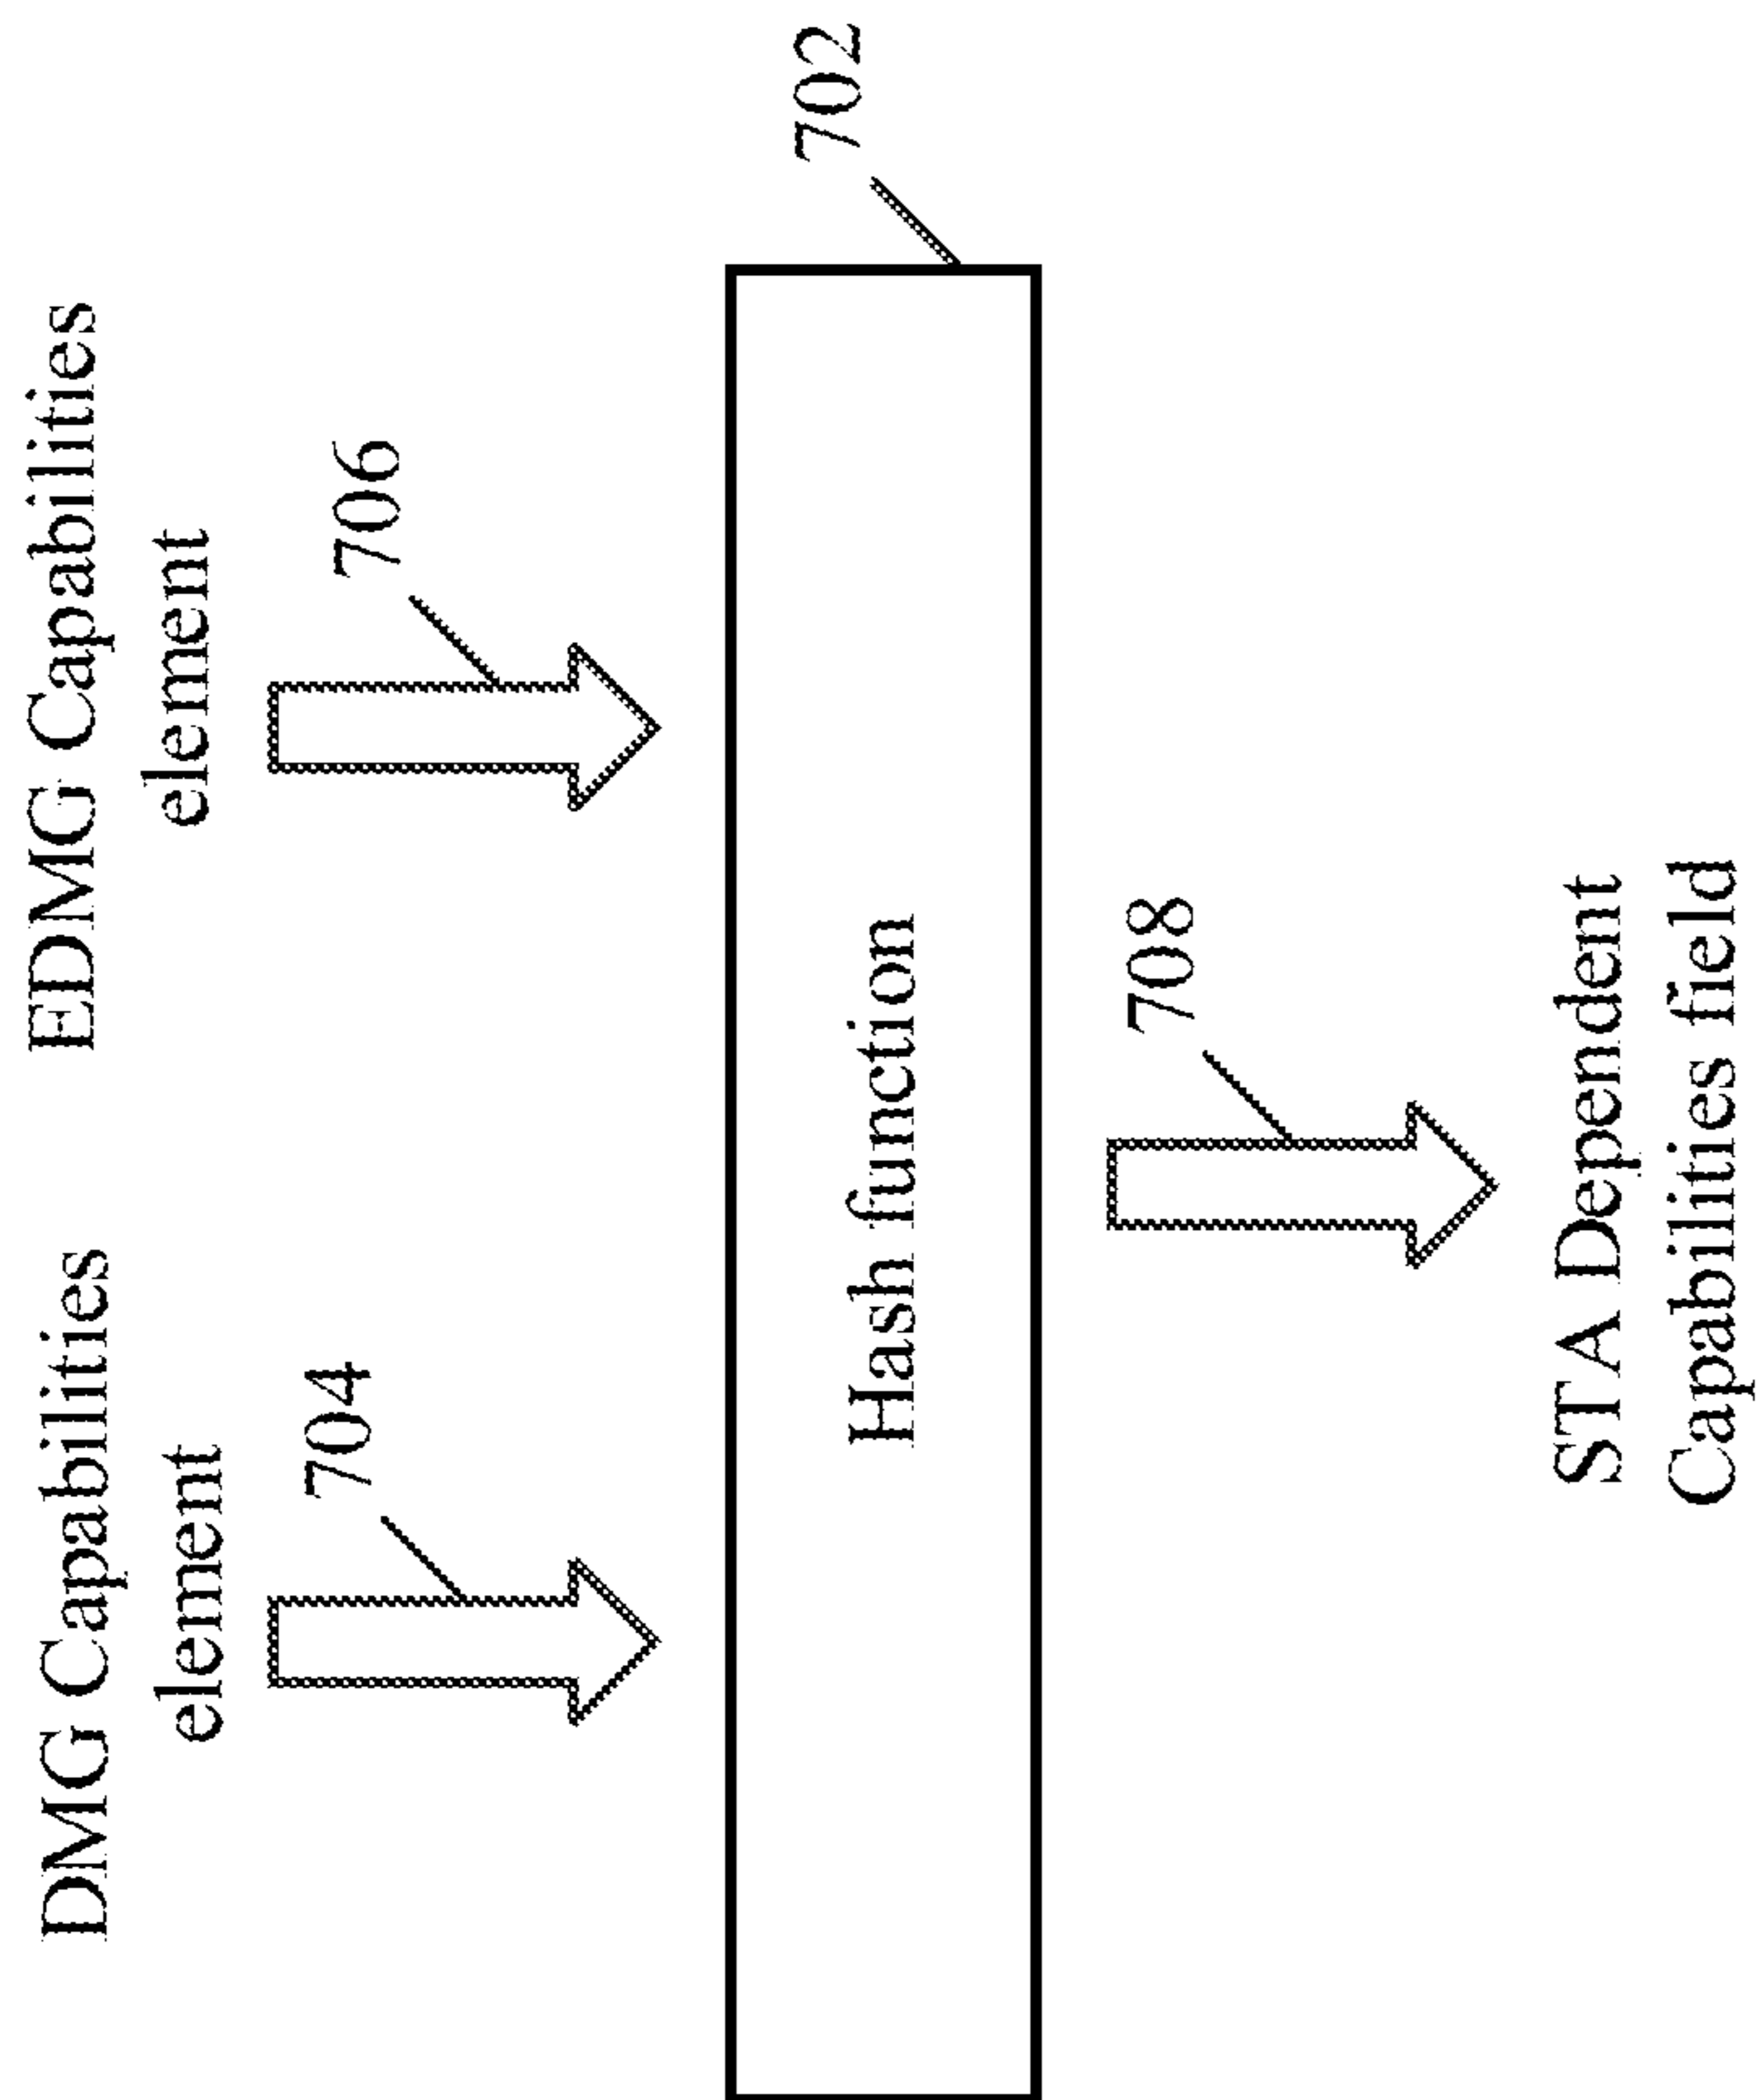 DMG Capabilities
element
704
EDMG Capabilities
element
706
702
Hash function
708
STA Dependent
Capabilities field